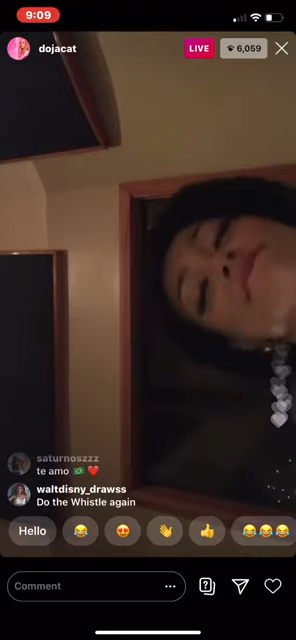 9:09
dojacat LIVE 6,059
saturnoszzz
te amo 🇧🇷 ❤️
waltdisny_drawss
Do the Whistle again
Hello 😂 😍 👋 👍 😂😂😂
Comment